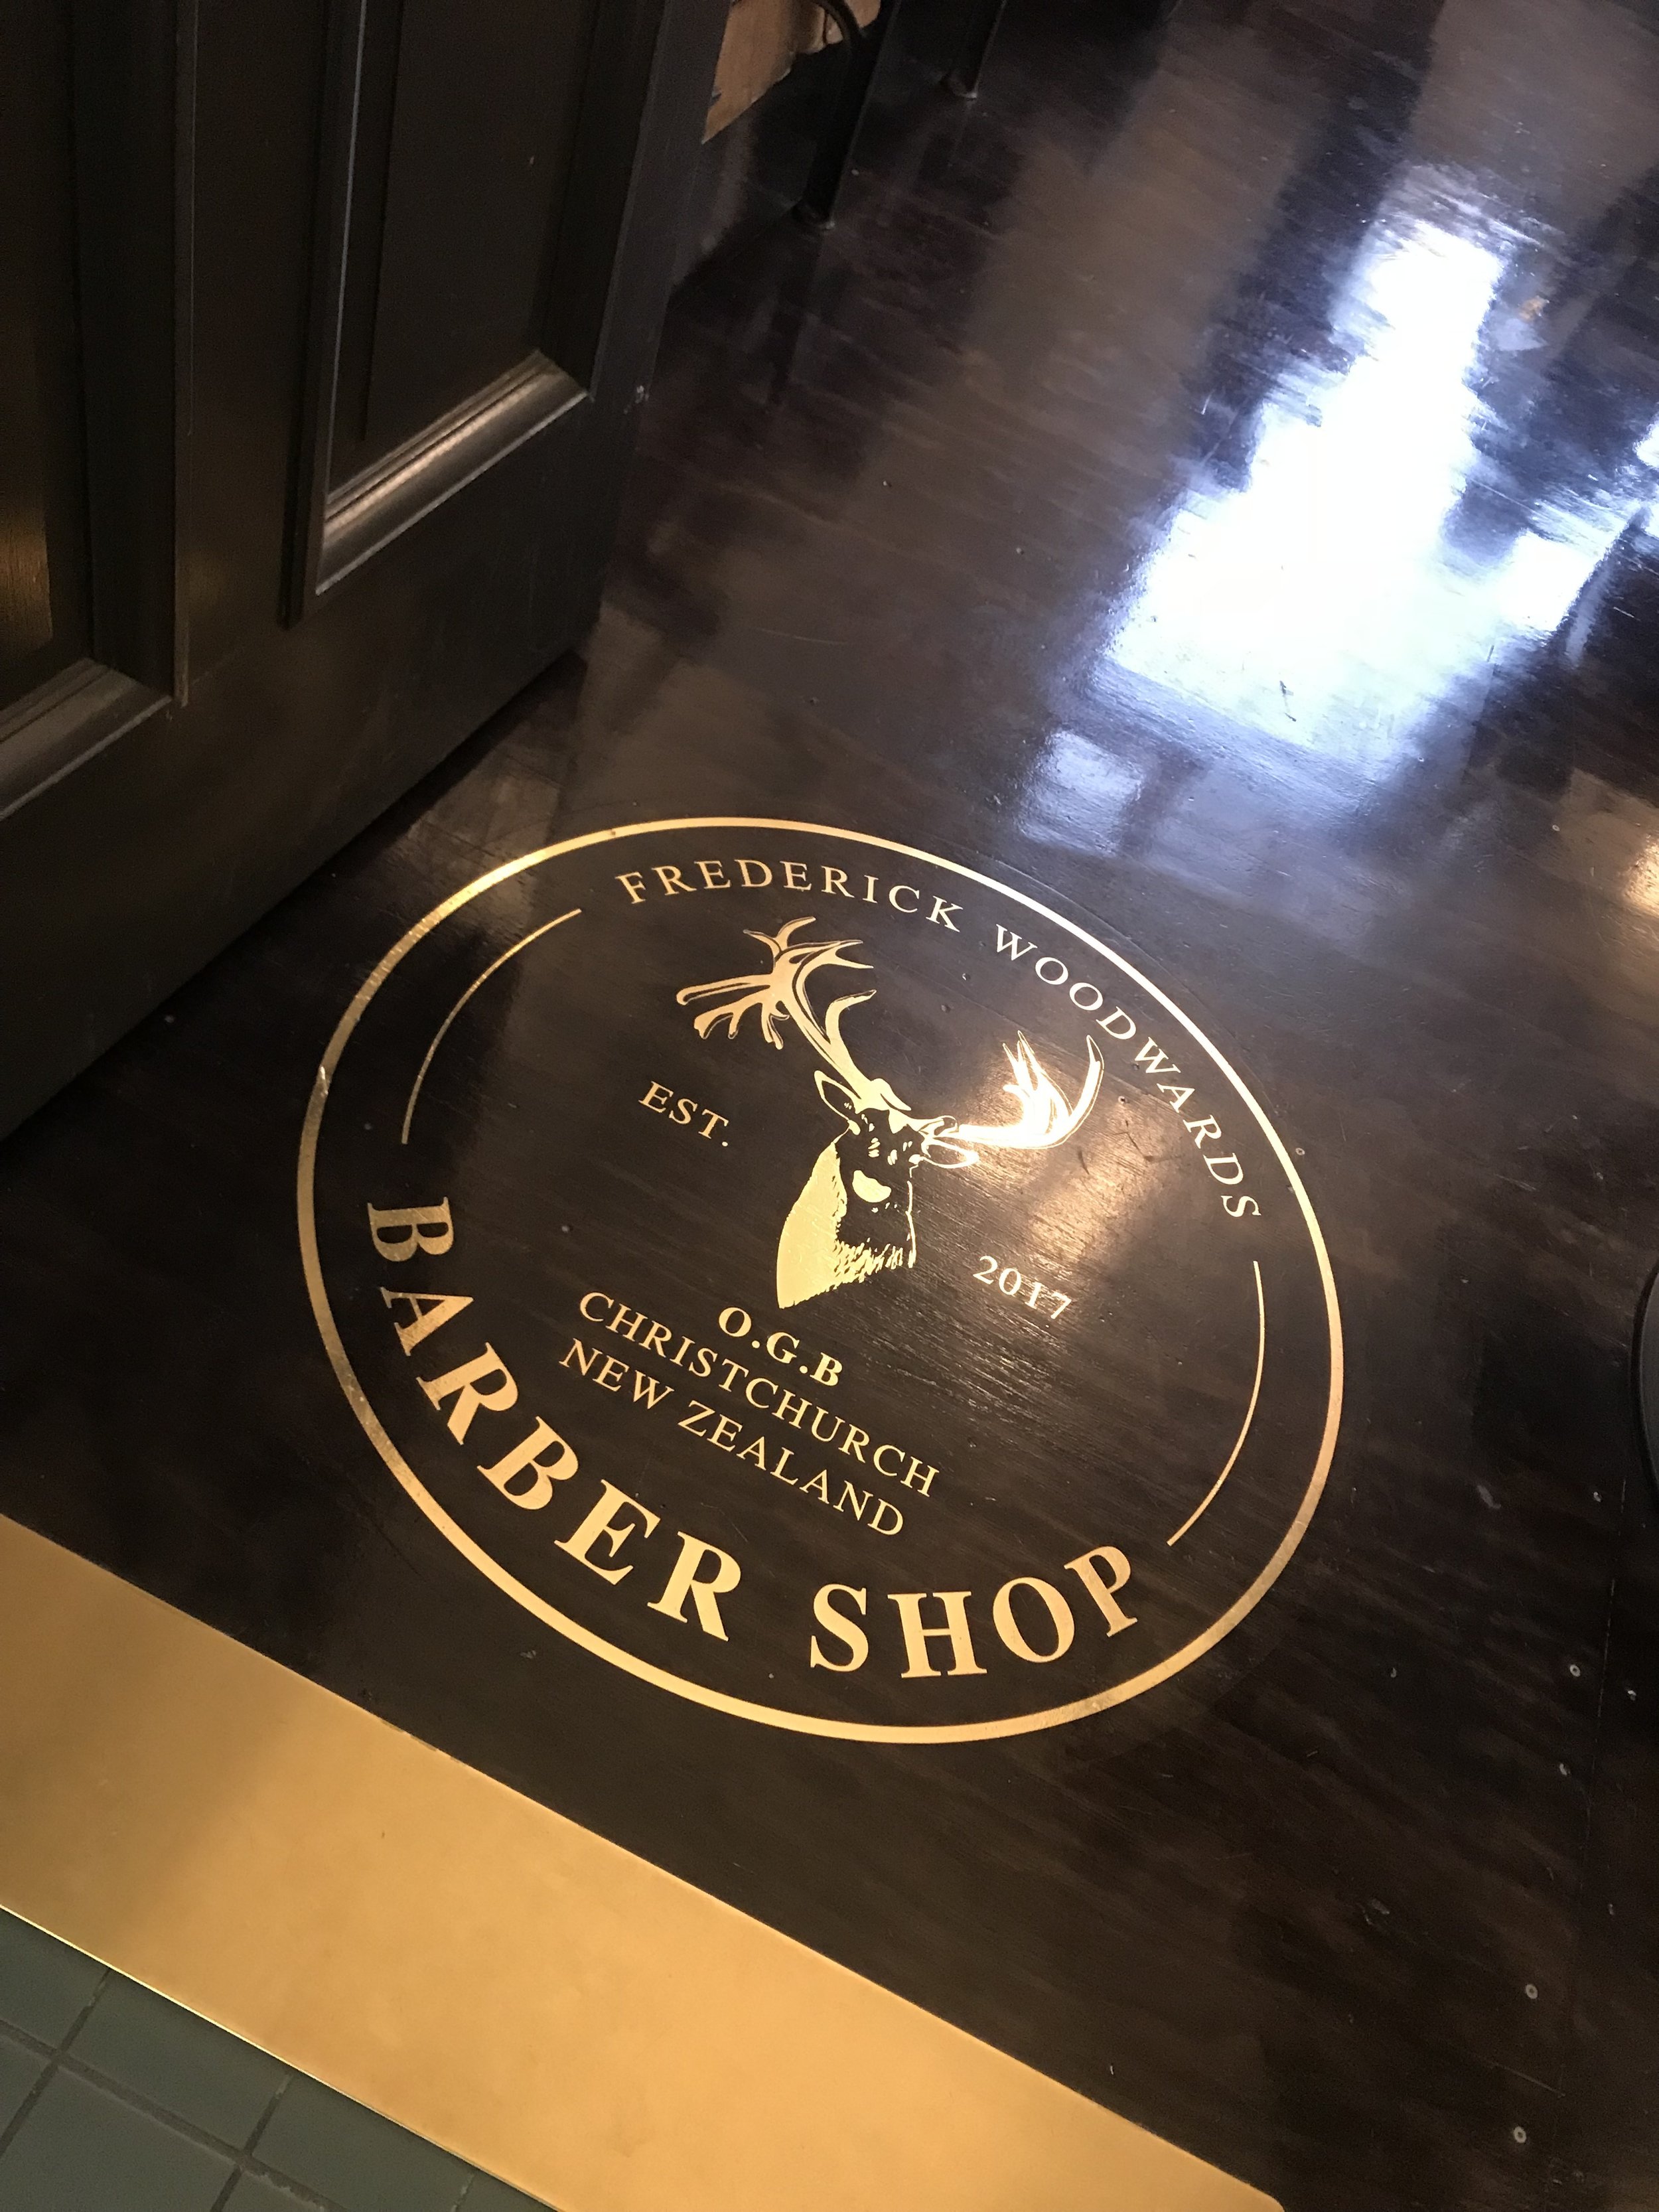 FREDERICK WOODWARDS
EST.
2017
O.G.B
CHRISTCHURCH
NEW ZEALAND
BARBER SHOP